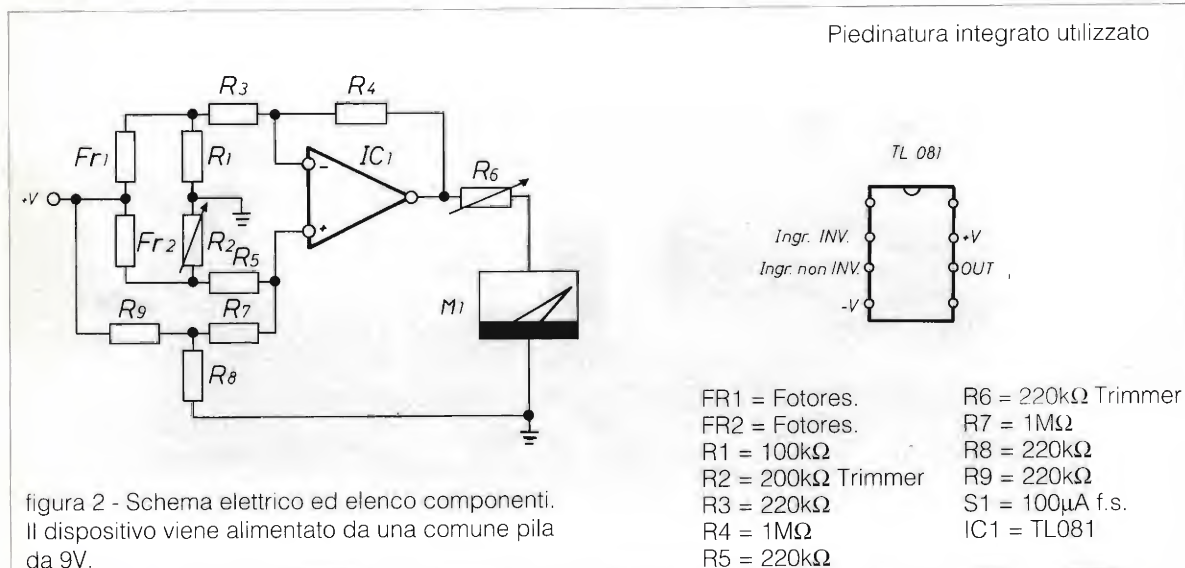 Piedinatura integrato utilizzato
R3
R4
Fr1
R1
IC1
R6
+V
-
+
Fr2
R2
R5
R9
R7
R8
M1
TL 081
Ingr. INV.
+V
Ingr. non INV.
OUT
-V
figura 2 - Schema elettrico ed elenco componenti.
Il dispositivo viene alimentato da una comune pila
da 9V.
FR1 = Fotores.
FR2 = Fotores.
R1 = 100kΩ
R2 = 200kΩ Trimmer
R3 = 220kΩ
R4 = 1MΩ
R5 = 220kΩ
R6 = 220kΩ Trimmer
R7 = 1MΩ
R8 = 220kΩ
R9 = 220kΩ
S1 = 100µA f.s.
IC1 = TL081